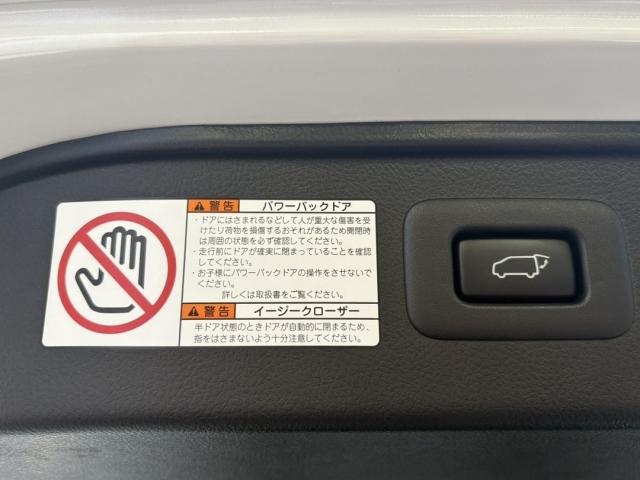 警告 パワーバックドア
・ドアにはさまれるなどして人が重大な傷害を受
けたり荷物を損傷するおそれがあるため開閉時
は周囲の状態を必ず確認してください。
・走行前にドアが確実に閉まっていることを確認
してください。
・お子様にパワーバックドアの操作をさせないで
ください。
詳しくは取扱書をご覧ください。
警告 イージークローザー
半ドア状態のときドアが自動的に閉まるため、
指をはさまないよう十分注意してください。